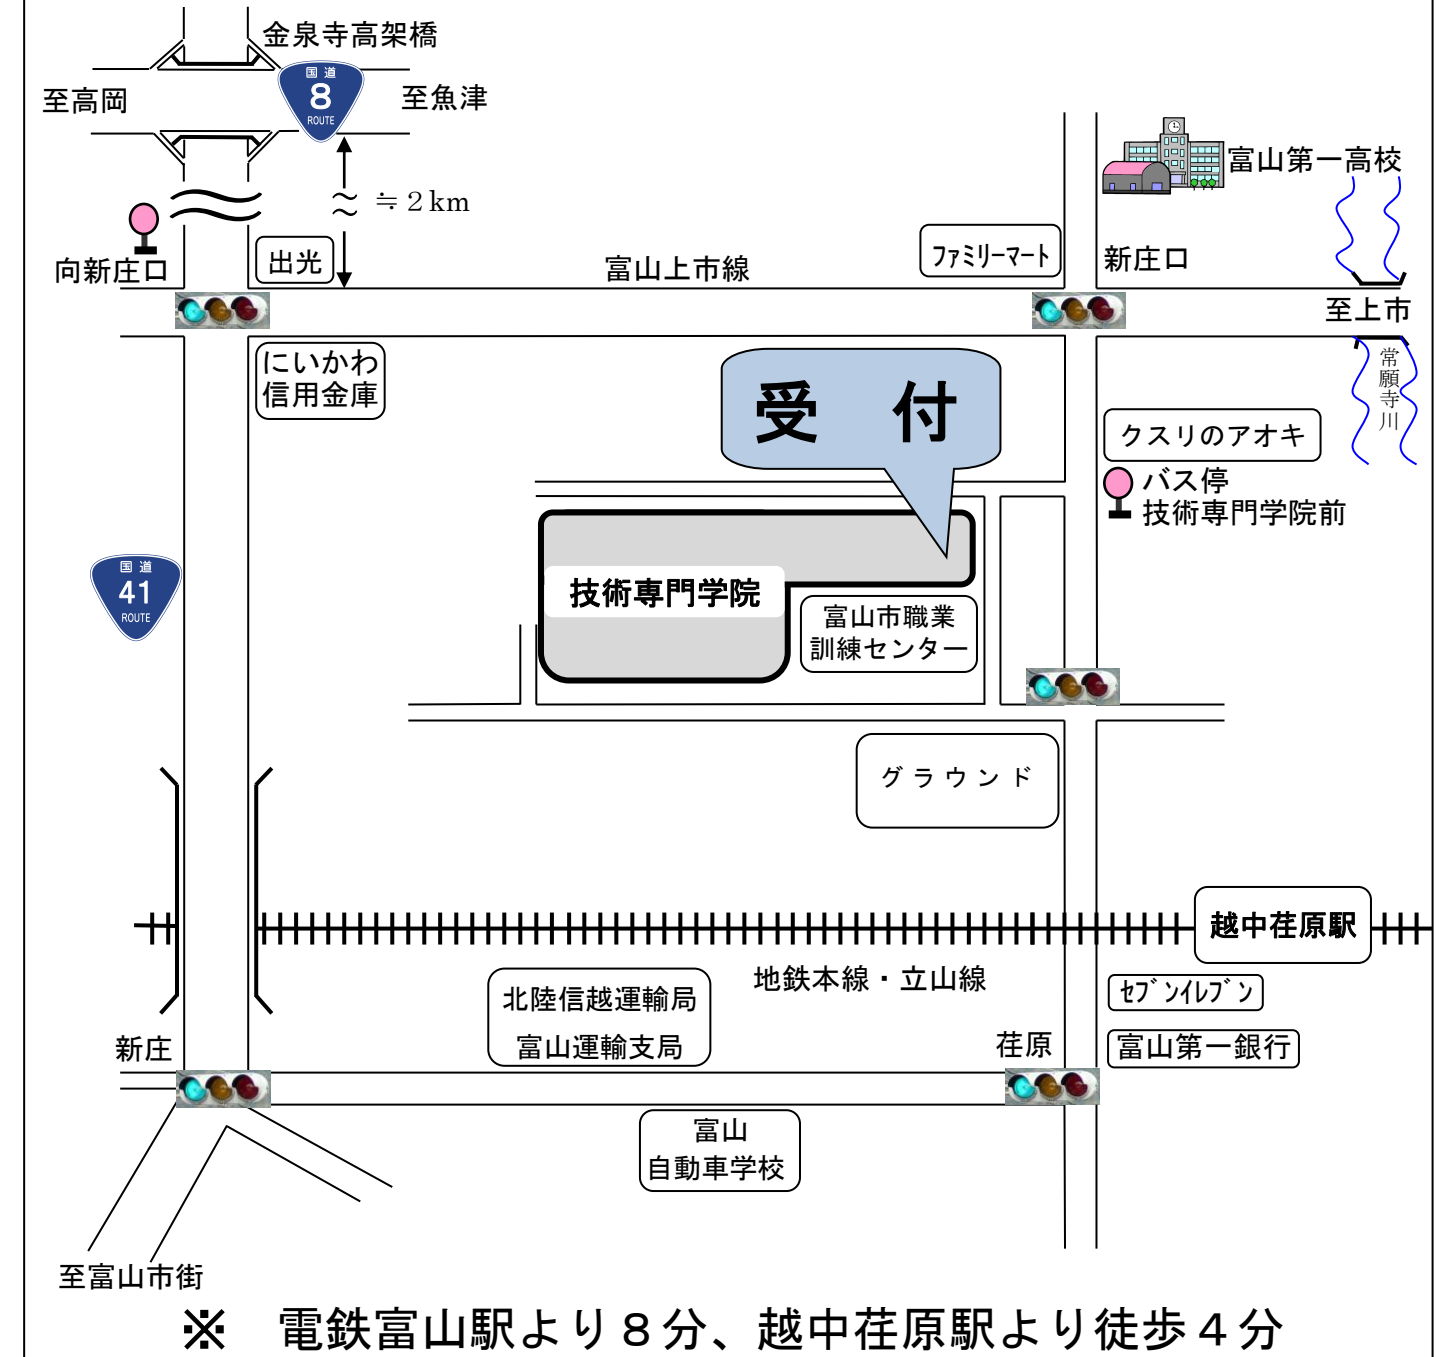 金泉寺高架橋
国道
8
ROUTE
至高岡
至魚津
≒２km
富山第一高校
向新庄口
出光
富山上市線
ファミリーマート
新庄口
至上市
にいかわ
信用金庫
受　付
常願寺川
クスリのアオキ
バス停
技術専門学院前
国道
41
ROUTE
技術専門学院
富山市職業
訓練センター
グラウンド
越中荏原駅
地鉄本線・立山線
北陸信越運輸局
富山運輸支局
セブンイレブン
富山第一銀行
新庄
荏原
富山
自動車学校
至富山市街
※　電鉄富山駅より８分、越中荏原駅より徒歩４分